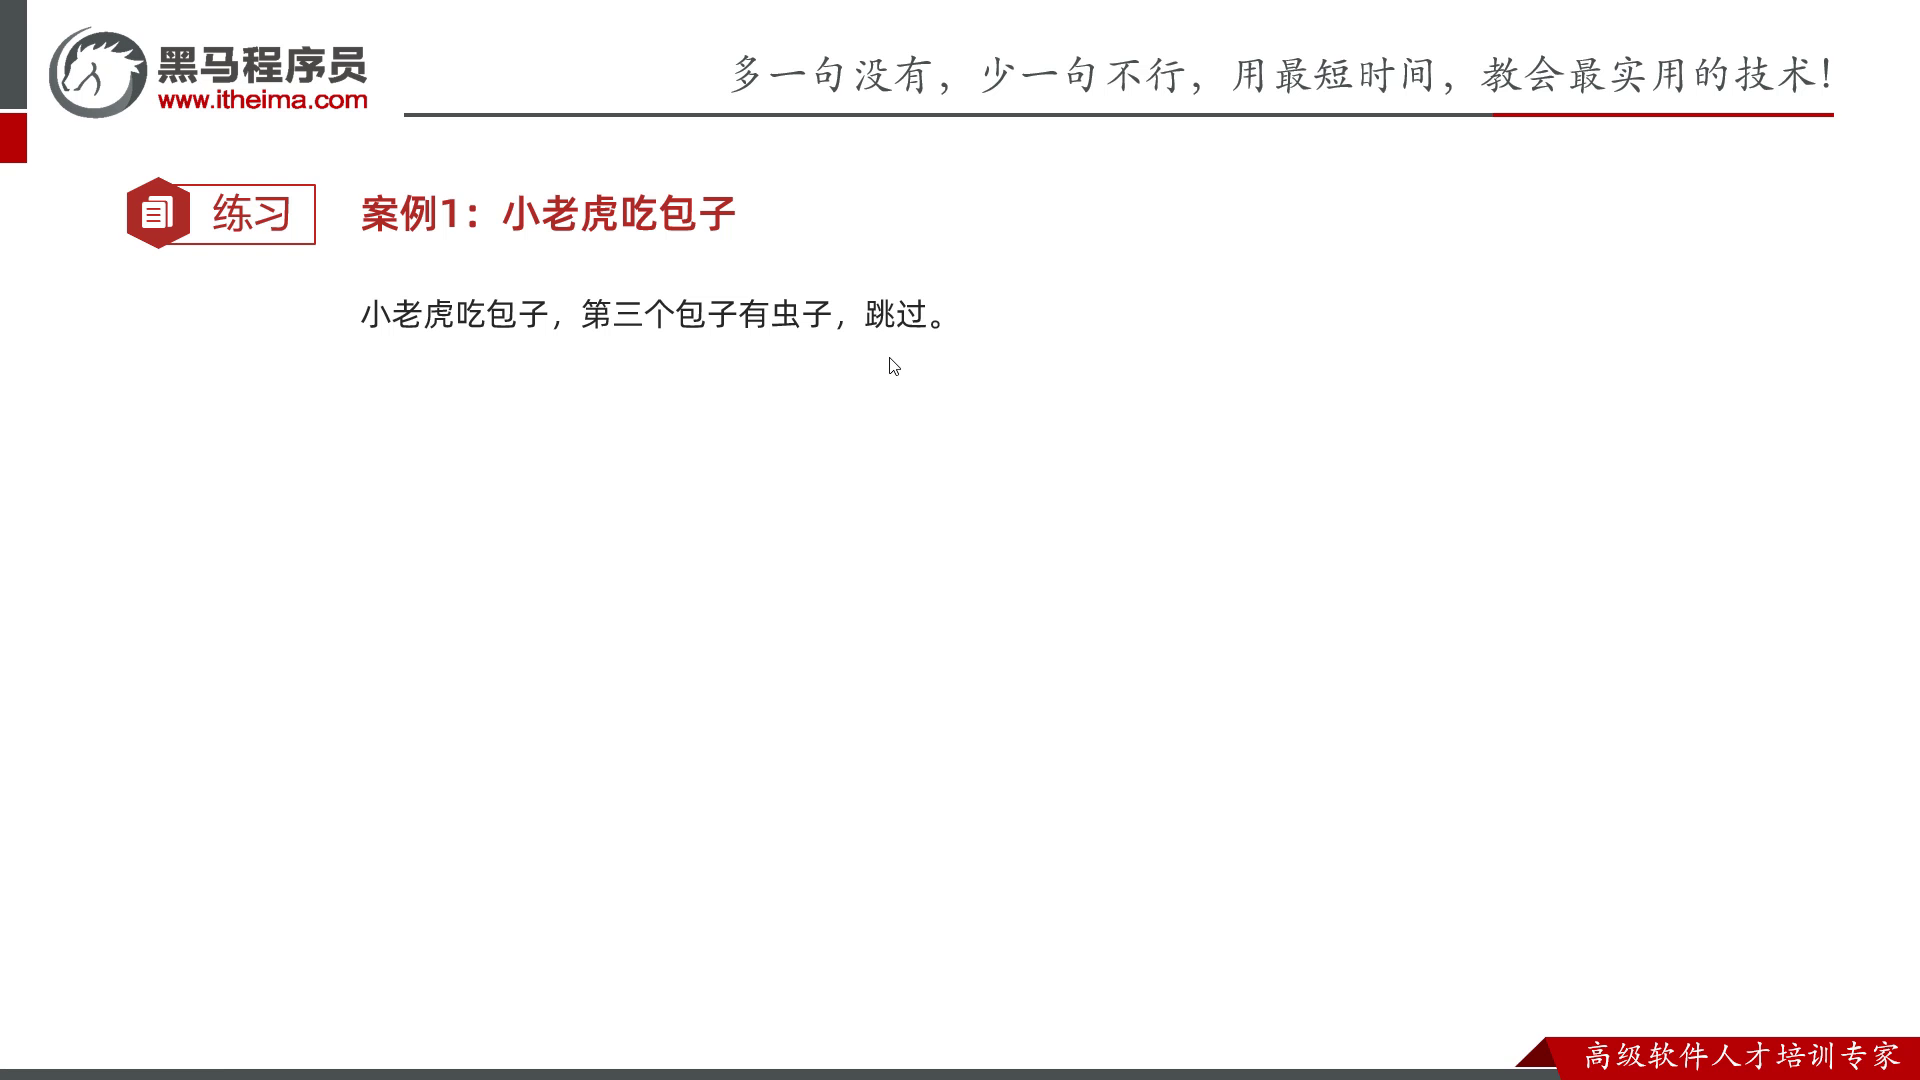 黑马程序员
www.itheima.com
多一句没有，少一句不行，用最短时间，教会最实用的技术！
练习
案例1：小老虎吃包子
小老虎吃包子，第三个包子有虫子，跳过。
高级软件人才培训专家